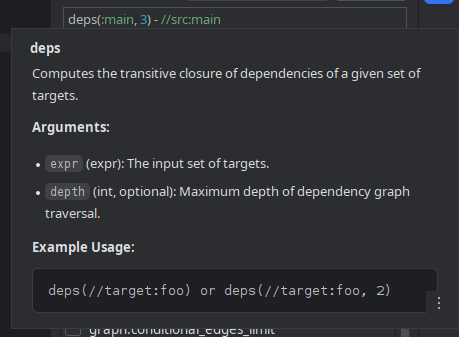 deps(:main, 3) - //src:main
deps
Computes the transitive closure of dependencies of a given set of
targets.
Arguments:
• expr (expr): The input set of targets.
• depth (int, optional): Maximum depth of dependency graph
traversal.
Example Usage:
deps(//target:foo) or deps(//target:foo, 2)
graph:conditional_edges_limit